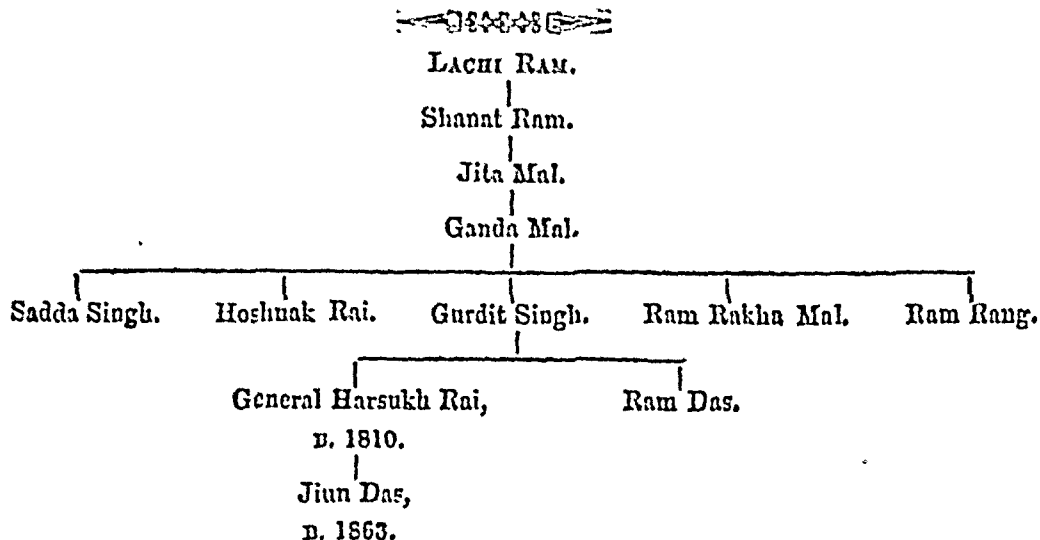 LACHI RAM.
Shanat Ram.
Jita Mal.
Ganda Mal.
Sadda Singh. Hoshnak Rai. Gurdit Singh. Ram Rakha Mal. Ram Rang.
General Harsukh Rai, Ram Das.
B. 1810.
Jiun Das,
B. 1863.